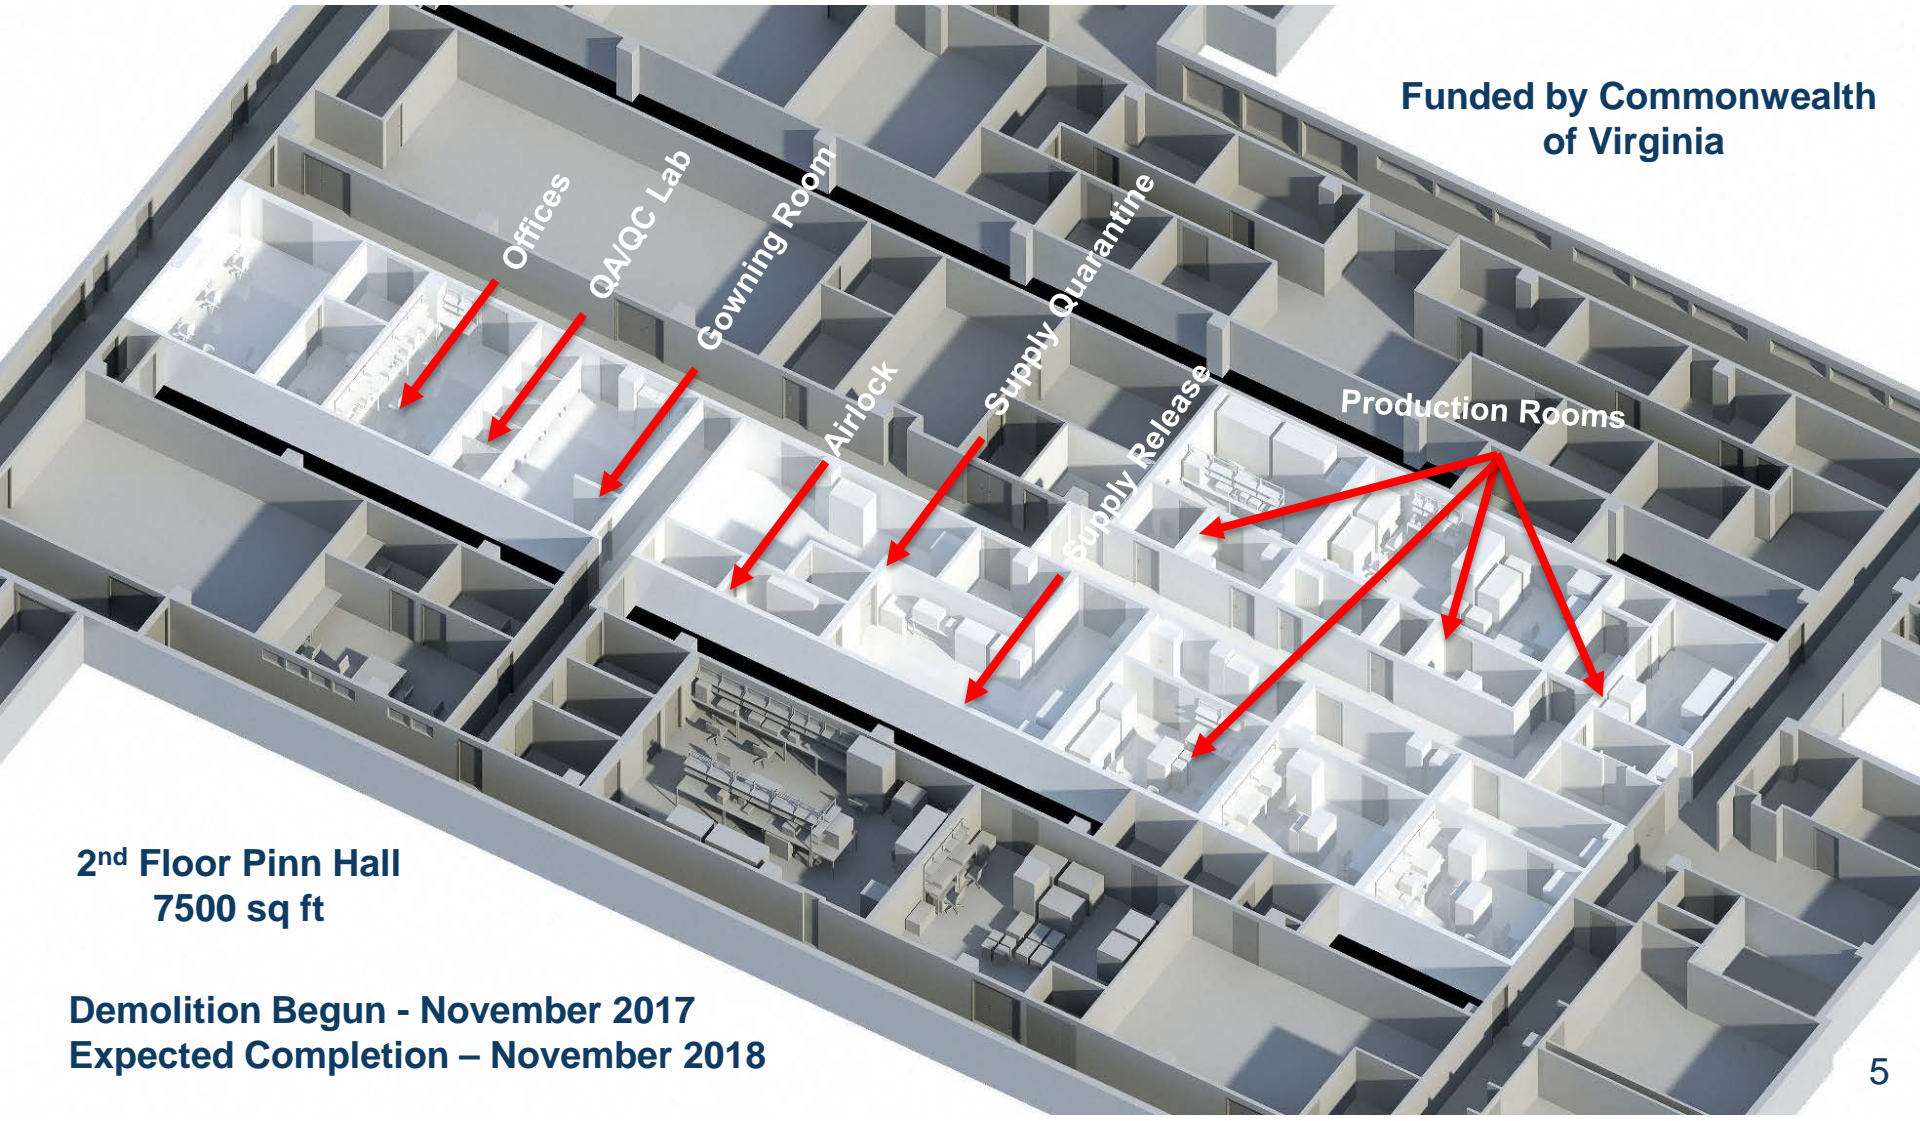 Funded by Commonwealth
of Virginia
Offices
QA/QC Lab
Gowning Room
Airlock
Supply Quarantine
Supply Release
Production Rooms
2nd Floor Pinn Hall
7500 sq ft
Demolition Begun - November 2017
Expected Completion – November 2018
5